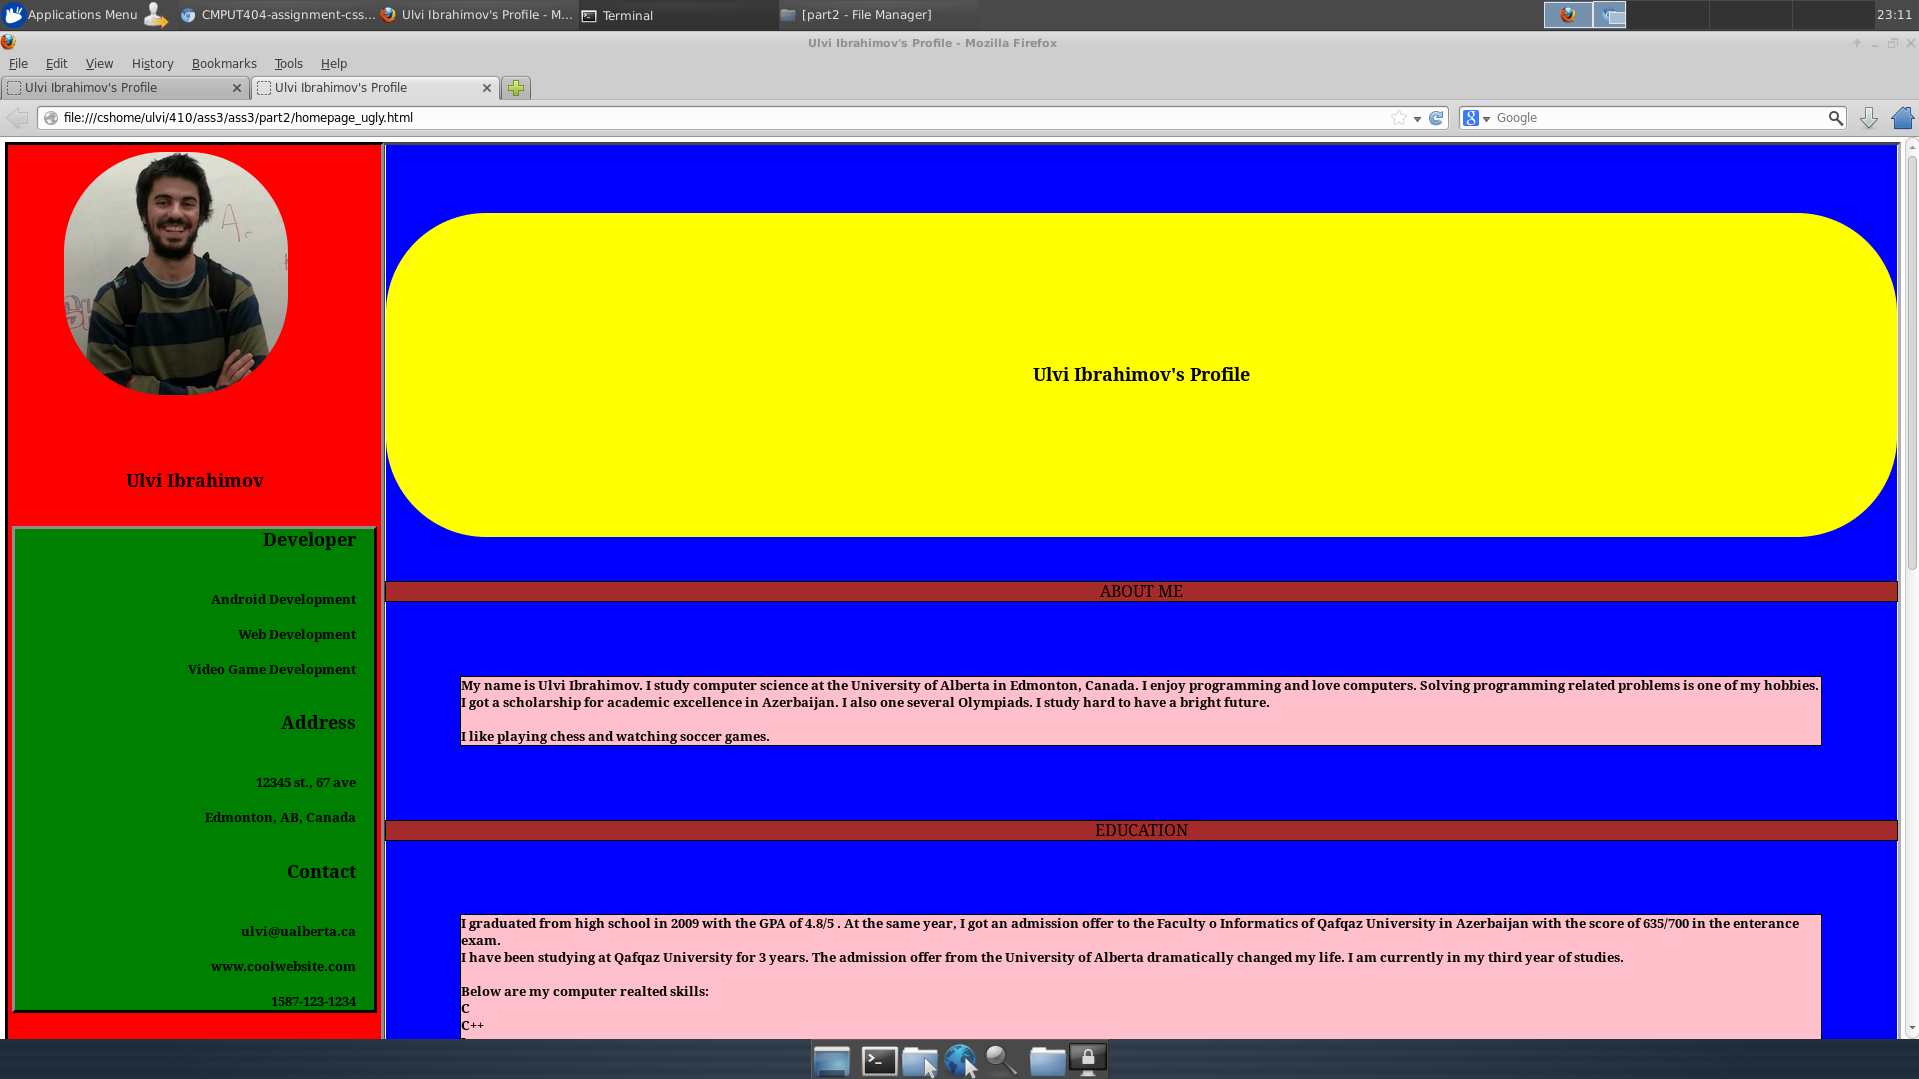 Applications Menu
CMPUT404-assignment-css...
Ulvi Ibrahimov's Profile - M...
Terminal
[part2 - File Manager]
23:11
Ulvi Ibrahimov's Profile - Mozilla Firefox
File Edit View History Bookmarks Tools Help
Ulvi Ibrahimov's Profile
Ulvi Ibrahimov's Profile
file:///cshome/ulvi/410/ass3/ass3/part2/homepage_ugly.html
8 Google
A.
Ulvi Ibrahimov
Developer
Android Development
Web Development
Video Game Development
Address
12345 st., 67 ave
Edmonton, AB, Canada
Contact
ulvi@ualberta.ca
www.coolwebsite.com
1587-123-1234
Ulvi Ibrahimov's Profile
ABOUT ME
My name is Ulvi Ibrahimov. I study computer science at the University of Alberta in Edmonton, Canada. I enjoy programming and love computers. Solving programming related problems is one of my hobbies.
I got a scholarship for academic excellence in Azerbaijan. I also one several Olympiads. I study hard to have a bright future.
I like playing chess and watching soccer games.
EDUCATION
I graduated from high school in 2009 with the GPA of 4.8/5 . At the same year, I got an admission offer to the Faculty o Informatics of Qafqaz University in Azerbaijan with the score of 635/700 in the enterance
exam.
I have been studying at Qafqaz University for 3 years. The admission offer from the University of Alberta dramatically changed my life. I am currently in my third year of studies.
Below are my computer realted skills:
C
C++